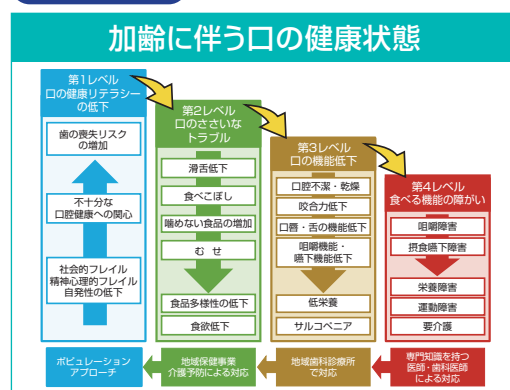 加齢に伴う口の健康状態
第1レベル
口の健康リテラシー
の低下
歯の喪失リスク
の増加
不十分な
口腔健康への関心
社会的フレイル
精神心理的フレイル
自発性の低下
ポピュレーション
アプローチ
第2レベル
口のささいな
トラブル
滑舌低下
食べこぼし
噛めない食品の増加
むせ
食品多様性の低下
食欲低下
地域保健事業
介護予防による対応
第3レベル
口の機能低下
口腔不潔・乾燥
咬合力低下
口唇・舌の機能低下
咀嚼機能・
嚥下機能低下
低栄養
サルコペニア
地域歯科診療所
で対応
第4レベル
食べる機能の障がい
咀嚼障害
摂食嚥下障害
栄養障害
運動障害
要介護
専門知識を持つ
医師・歯科医師
による対応